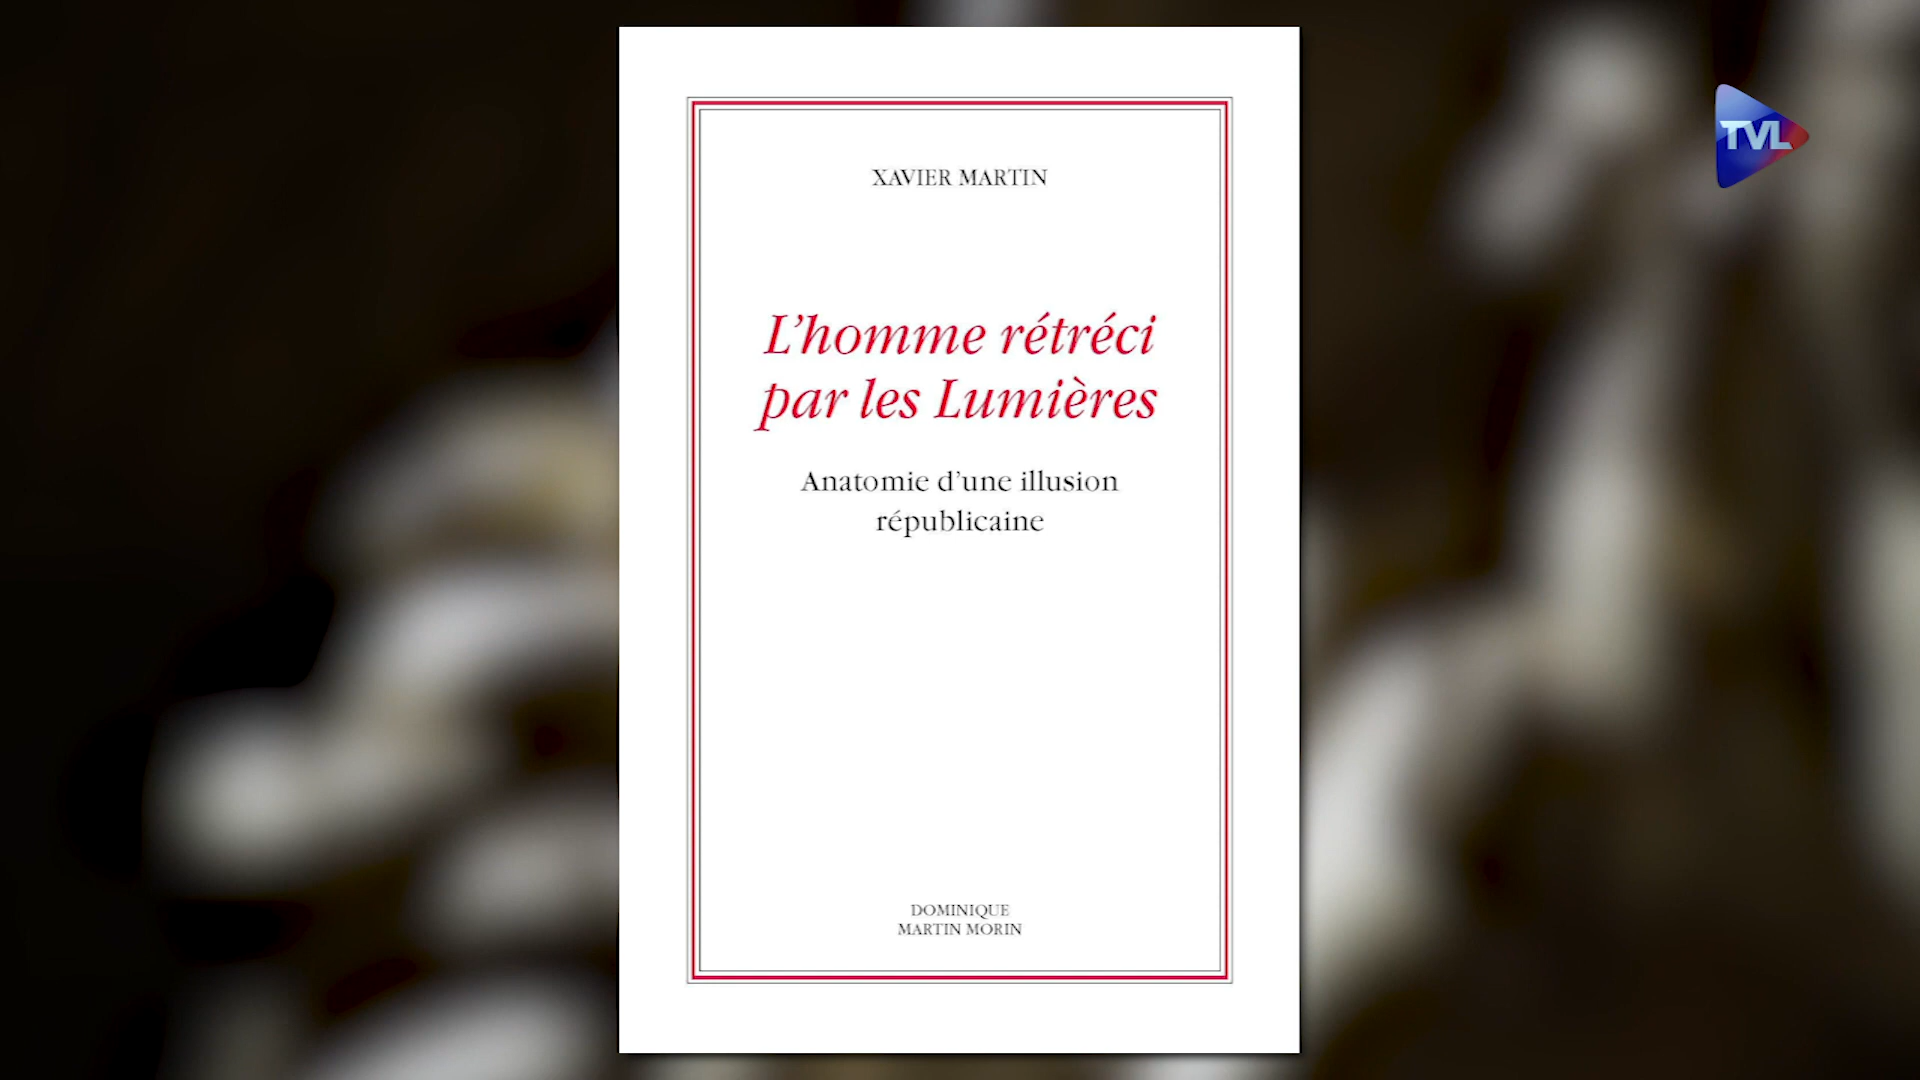 TVL
XAVIER MARTIN
L'homme rétréci
par les Lumières
Anatomie d'une illusion
républicaine
DOMINIQUE
MARTIN MORIN